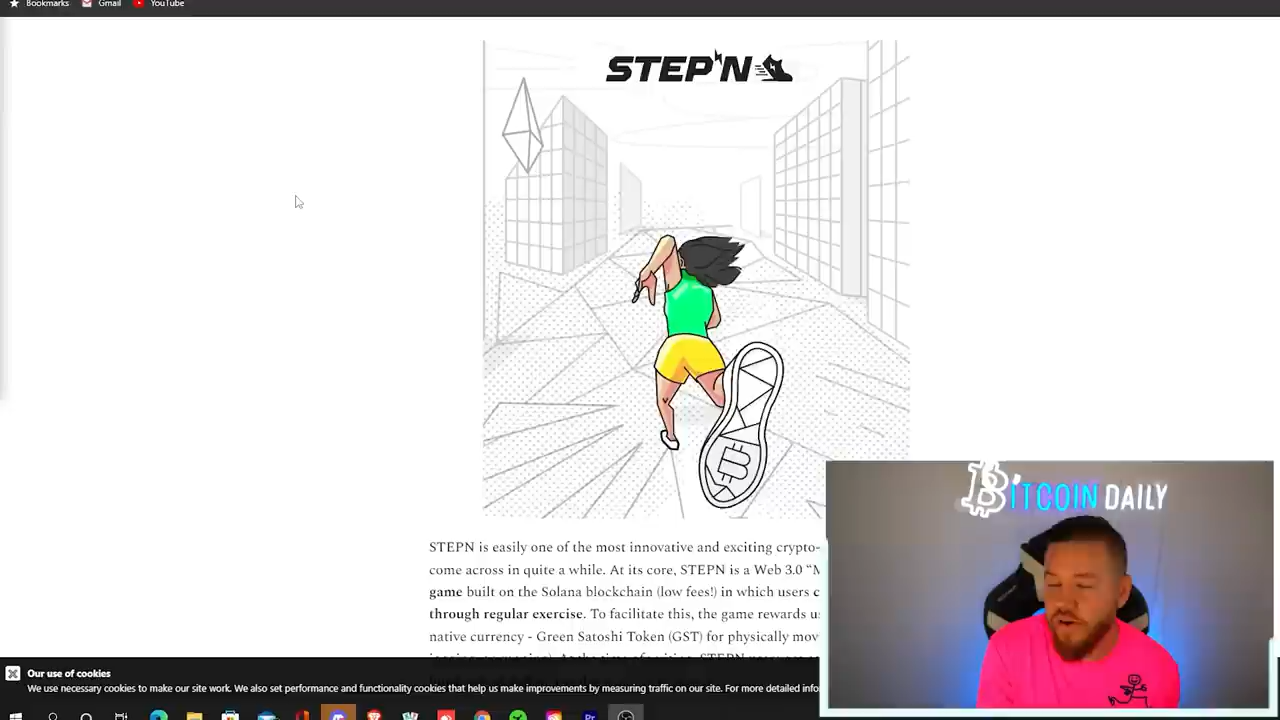 Bookmarks Gmail YouTube
STEP'N
STEPN is easily one of the most innovative and exciting crypto-
come across in quite a while. At its core, STEPN is a Web 3.0
game built on the Solana blockchain (low fees!) in which users
through regular exercise. To facilitate this, the game rewards
native currency - Green Satoshi Token (GST) for physically
BITCOIN DAILY
Our use of cookies
We use necessary cookies to make our site work. We also set performance and functionality cookies that help us make improvements by measuring traffic on our site. For more detailed